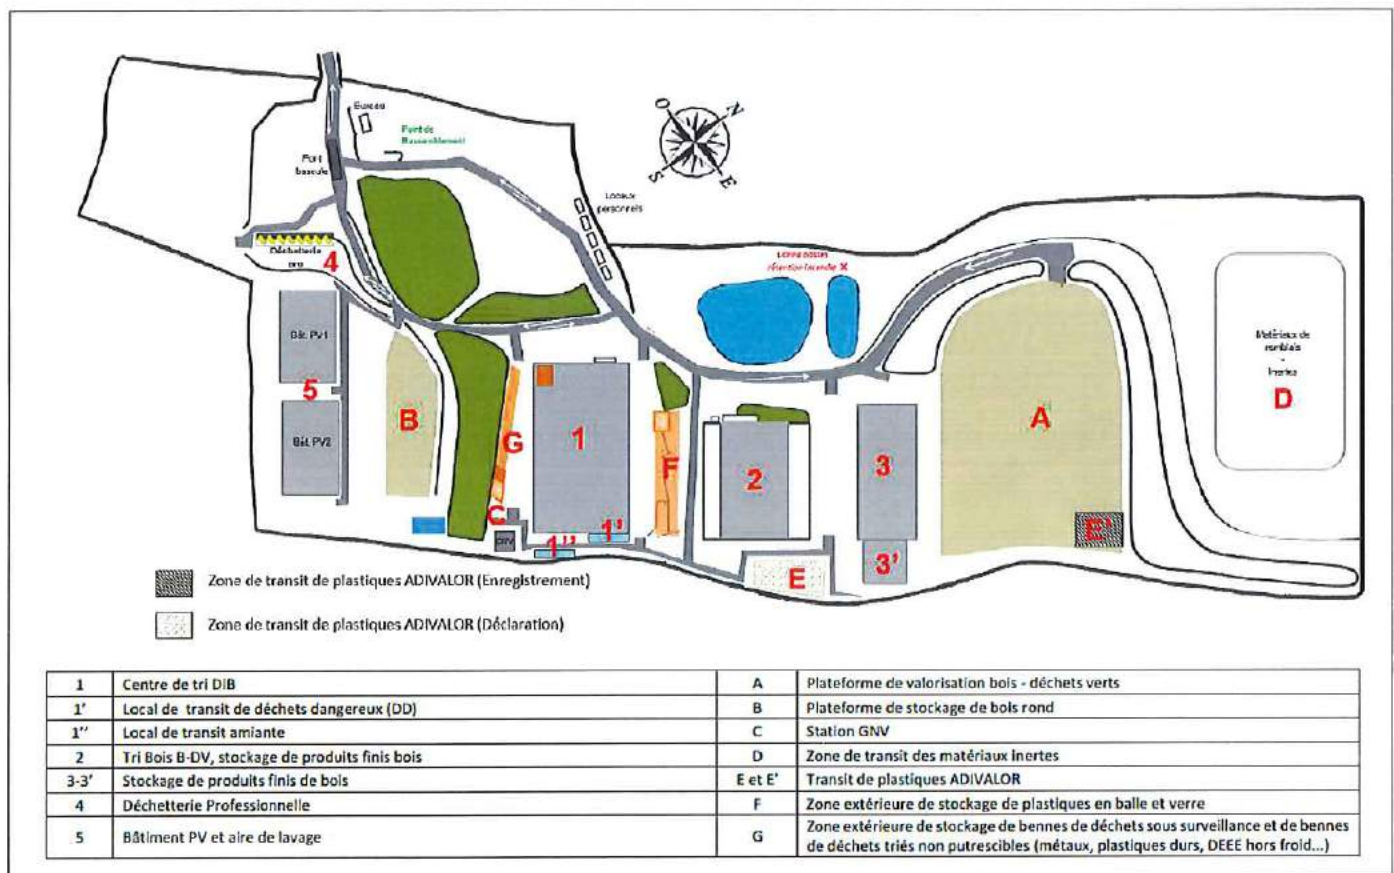 Bureau
Point de
Rassemblement
Pont
bascule
O
N
S
E
Locaux
personnels
Déchetterie
pro
4
rétention incendie X
Bât. PV1
5
Bât. PV2
B
G
C
1
1'
1''
F
2
3
3'
E
A
E'
Matériaux de
remblais
-
Inertes
D
Zone de transit de plastiques ADIVALOR (Enregistrement)
Zone de transit de plastiques ADIVALOR (Déclaration)
1 Centre de tri DIB
A Plateforme de valorisation bois - déchets verts
1' Local de transit de déchets dangereux (DD)
B Plateforme de stockage de bois rond
1'' Local de transit amiante
C Station GNV
2 Tri Bois B-DV, stockage de produits finis bois
D Zone de transit des matériaux inertes
3-3' Stockage de produits finis de bois
E et E' Transit de plastiques ADIVALOR
4 Déchetterie Professionnelle
F Zone extérieure de stockage de plastiques en balle et verre
5 Bâtiment PV et aire de lavage
G Zone extérieure de stockage de bennes de déchets sous surveillance et de bennes
de déchets triés non putrescibles (métaux, plastiques durs, DEEE hors froid...)